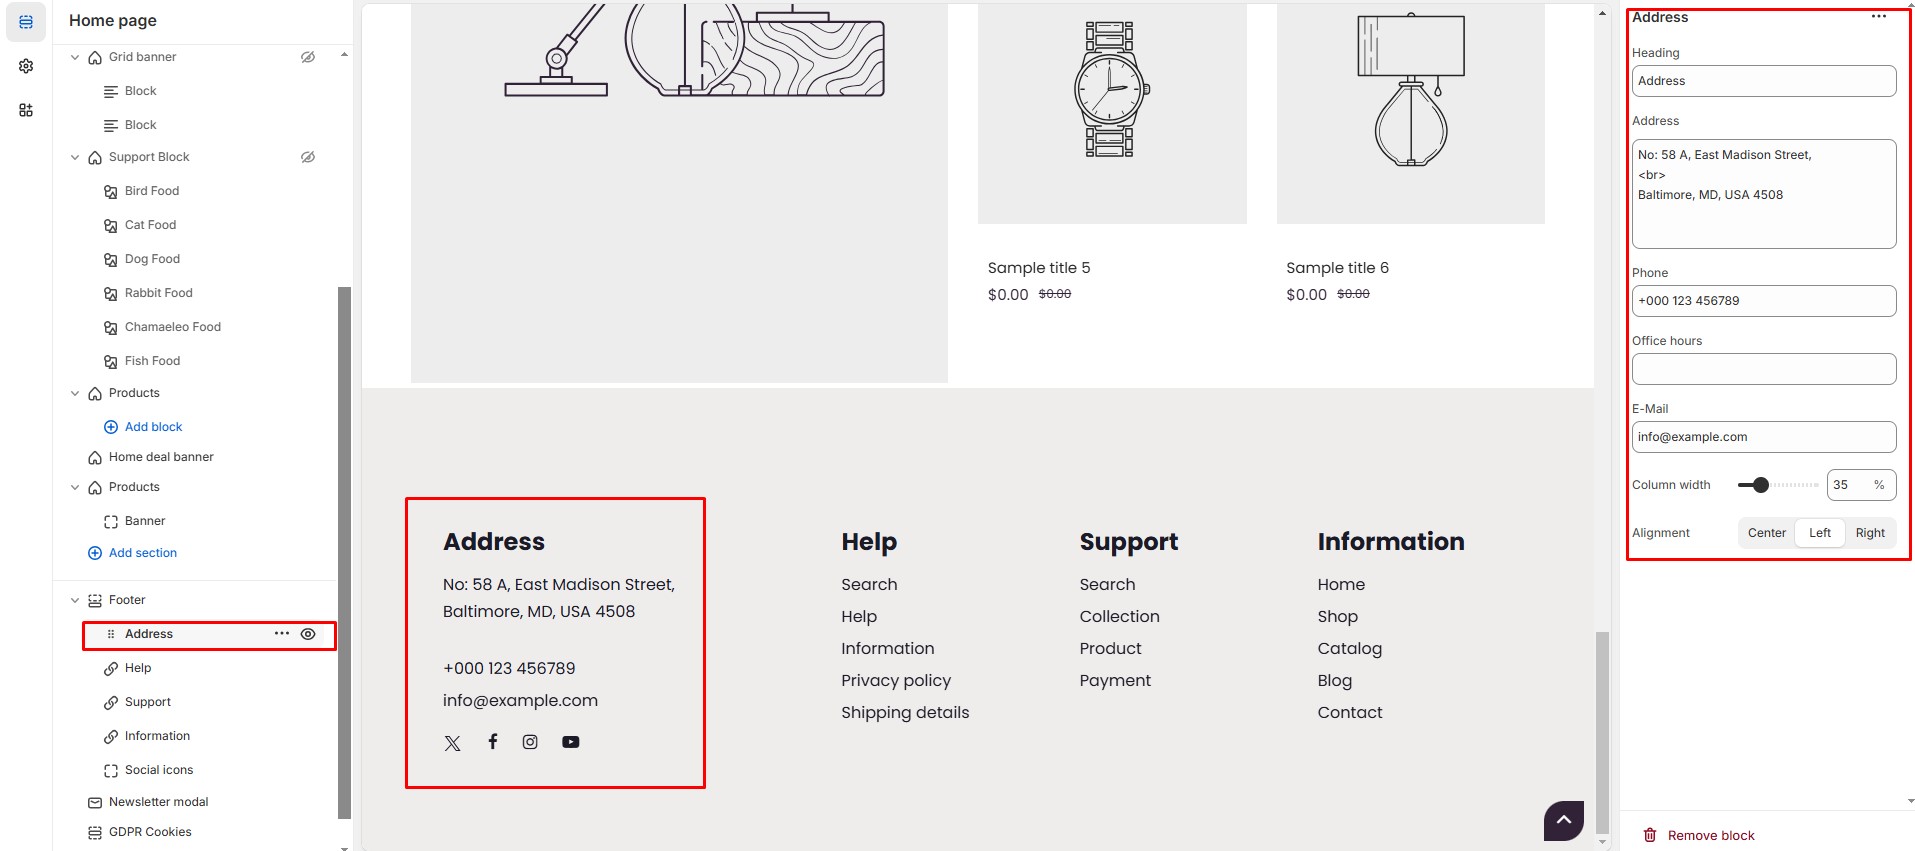 Home page
Grid banner
Block
Block
Support Block
Bird Food
Cat Food
Dog Food
Rabbit Food
Chamaeleo Food
Fish Food
Products
Add block
Home deal banner
Products
Banner
Add section
Footer
Address
Help
Support
Information
Social icons
Newsletter modal
GDPR Cookies
Sample title 5
$0.00 $0.00
Sample title 6
$0.00 $0.00
Address
No: 58 A, East Madison Street,
Baltimore, MD, USA 4508
+000 123 456789
info@example.com
Help
Search
Help
Information
Privacy policy
Shipping details
Support
Search
Collection
Product
Payment
Information
Home
Shop
Catalog
Blog
Contact
Address
Heading
Address
Address
No: 58 A, East Madison Street,
<br>
Baltimore, MD, USA 4508
Phone
+000 123 456789
Office hours
E-Mail
info@example.com
Column width 35 %
Alignment Center Left Right
Remove block